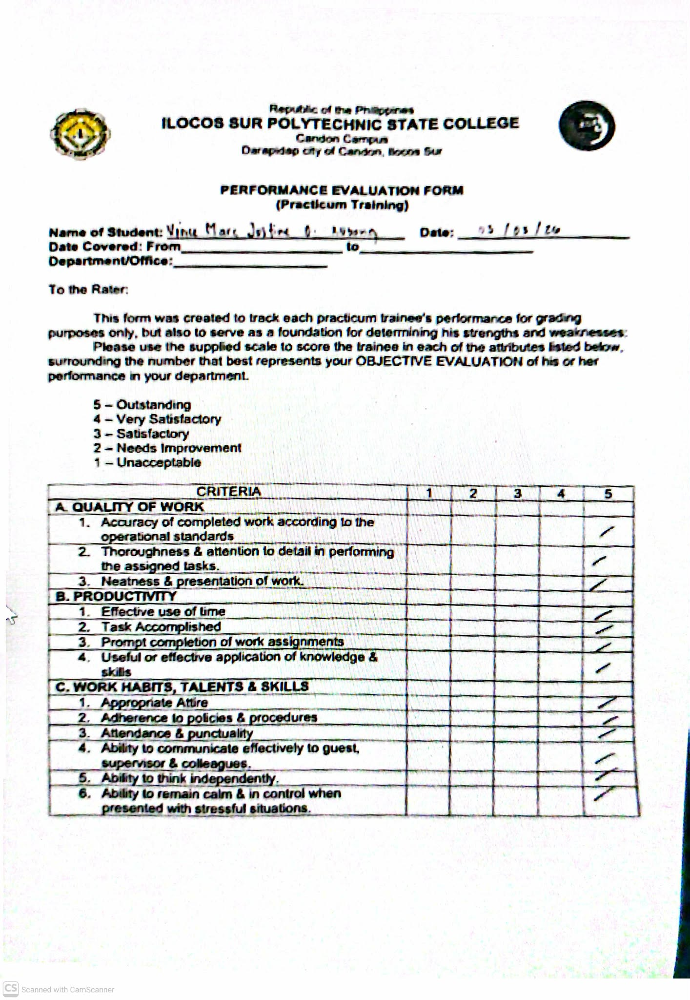 Republic of the Philippines
ILOCOS SUR POLYTECHNIC STATE COLLEGE
Candon Campus
Darapidap city of Candon, Ilocos Sur
PERFORMANCE EVALUATION FORM
(Practicum Training)
Name of Student: Vince Marc Justine Date: 03/03/26
Date Covered: From to
Department/Office:
To the Rater:
This form was created to track each practicum trainee's performance for grading
purposes only, but also to serve as a foundation for determining his strengths and weaknesses.
Please use the supplied scale to score the trainee in each of the attributes listed below,
surrounding the number that best represents your OBJECTIVE EVALUATION of his or her
performance in your department.
5 – Outstanding
4 – Very Satisfactory
3 – Satisfactory
2 – Needs Improvement
1 – Unacceptable
CRITERIA 1 2 3 4 5
A. QUALITY OF WORK
1. Accuracy of completed work according to the
operational standards /
2. Thoroughness & attention to detail in performing
the assigned tasks. /
3. Neatness & presentation of work. /
B. PRODUCTIVITY
1. Effective use of time /
2. Task Accomplished /
3. Prompt completion of work assignments /
4. Useful or effective application of knowledge &
skills /
C. WORK HABITS, TALENTS & SKILLS
1. Appropriate Attire /
2. Adherence to policies & procedures /
3. Attendance & punctuality /
4. Ability to communicate effectively to guest,
supervisor & colleagues. /
5. Ability to think independently. /
6. Ability to remain calm & in control when
presented with stressful situations. /
CS Scanned with CamScanner